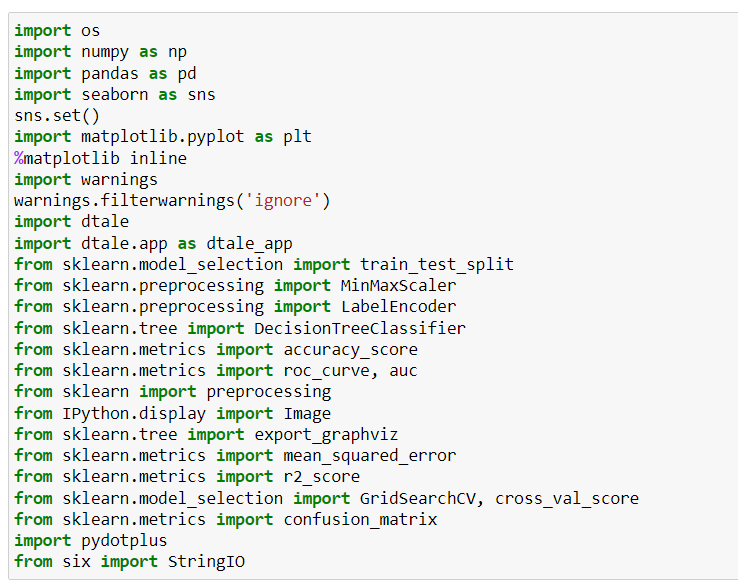 import os
import numpy as np
import pandas as pd
import seaborn as sns
sns.set()
import matplotlib.pyplot as plt
%matplotlib inline
import warnings
warnings.filterwarnings('ignore')
import dtale
import dtale.app as dtale_app
from sklearn.model_selection import train_test_split
from sklearn.preprocessing import MinMaxScaler
from sklearn.preprocessing import LabelEncoder
from sklearn.tree import DecisionTreeClassifier
from sklearn.metrics import accuracy_score
from sklearn.metrics import roc_curve, auc
from sklearn import preprocessing
from IPython.display import Image
from sklearn.tree import export_graphviz
from sklearn.metrics import mean_squared_error
from sklearn.metrics import r2_score
from sklearn.model_selection import GridSearchCV, cross_val_score
from sklearn.metrics import confusion_matrix
import pydotplus
from six import StringIO